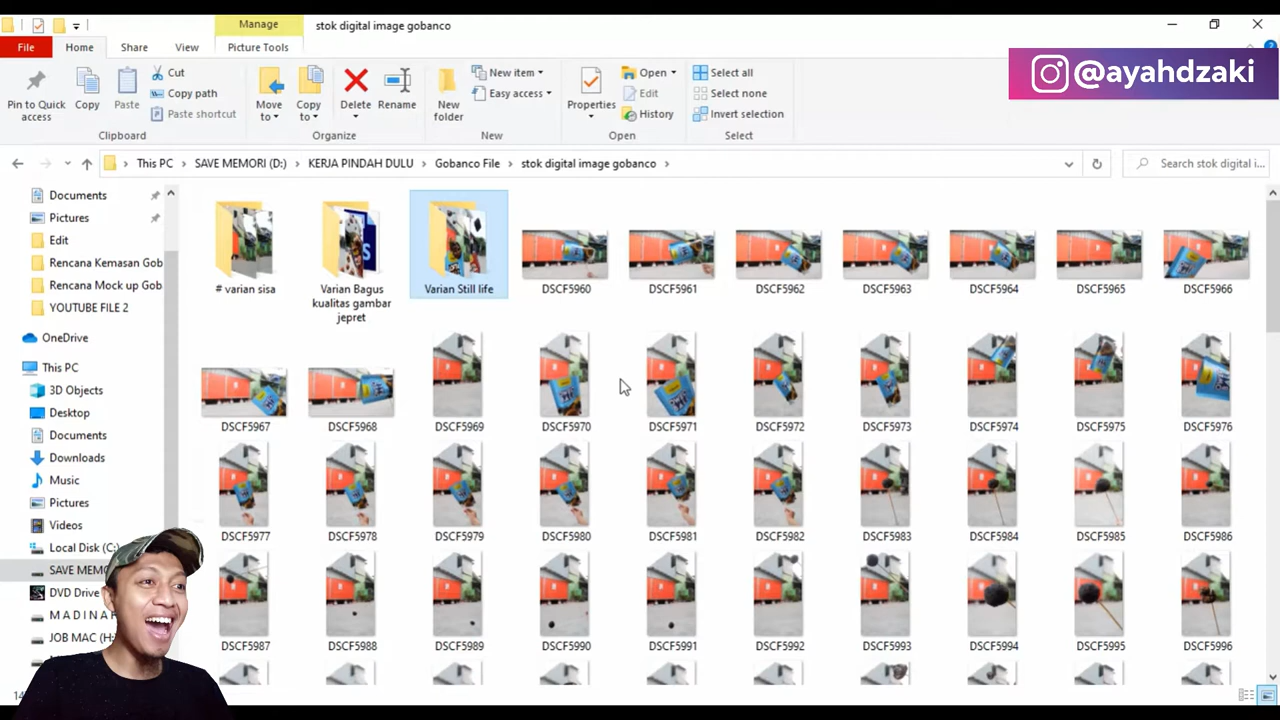 Manage
stok digital image gobanco
File
Home
Share
View
Picture Tools
@ayahdzaki
Pin to Quick access
Copy
Paste
Cut
Copy path
Paste shortcut
Clipboard
Move to
Copy to
Delete
Rename
Organize
New folder
New item
Easy access
New
Properties
Open
Edit
History
Open
Select all
Select none
Invert selection
Select
This PC > SAVE MEMORI (D:) > KERJA PINDAH DULU > Gobanco File > stok digital image gobanco >
Search stok digital i...
Documents
Pictures
Edit
Rencana Kemasan Gob
Rencana Mock up Gob
YOUTUBE FILE 2
OneDrive
This PC
3D Objects
Desktop
Documents
Downloads
Music
Pictures
Videos
Local Disk (C:)
SAVE MEMO
DVD Drive
M A D I N A H
JOB MAC (H:
# varian sisa
Varian Bagus
kualitas gambar
jepret
Varian Still life
DSCF5960
DSCF5961
DSCF5962
DSCF5963
DSCF5964
DSCF5965
DSCF5966
DSCF5967
DSCF5968
DSCF5969
DSCF5970
DSCF5971
DSCF5972
DSCF5973
DSCF5974
DSCF5975
DSCF5976
DSCF5977
DSCF5978
DSCF5979
DSCF5980
DSCF5981
DSCF5982
DSCF5983
DSCF5984
DSCF5985
DSCF5986
DSCF5987
DSCF5988
DSCF5989
DSCF5990
DSCF5991
DSCF5992
DSCF5993
DSCF5994
DSCF5995
DSCF5996